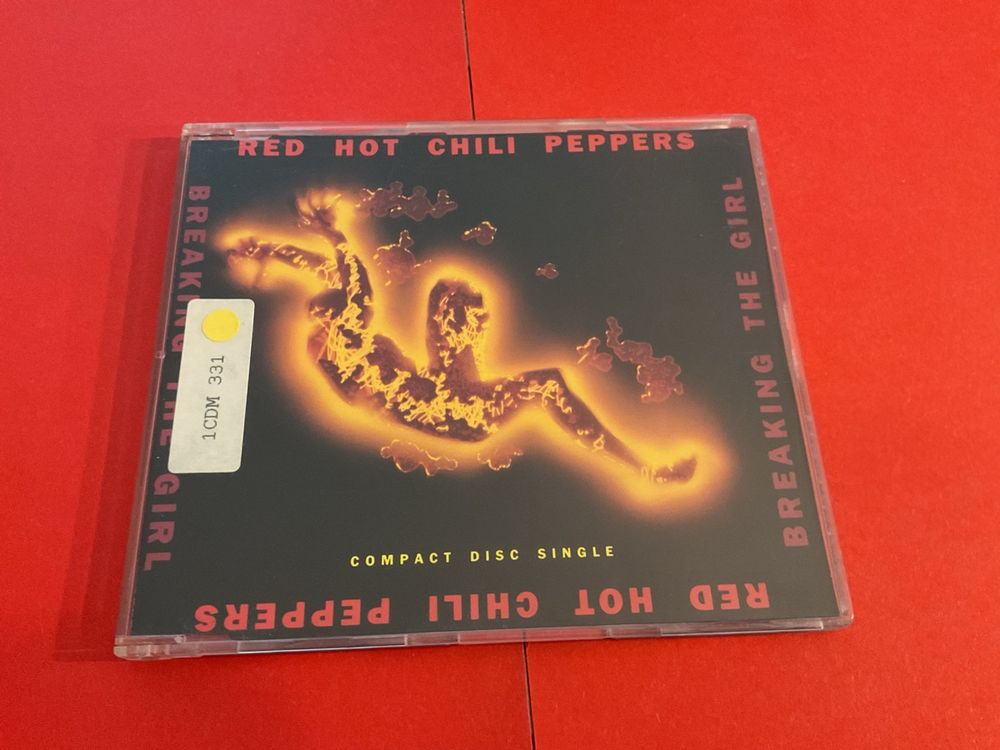 RED HOT CHILI PEPPERS
BREAKING THE GIRL
BREAKING THE GIRL
1CDM 331
COMPACT DISC SINGLE
RED HOT CHILI PEPPERS